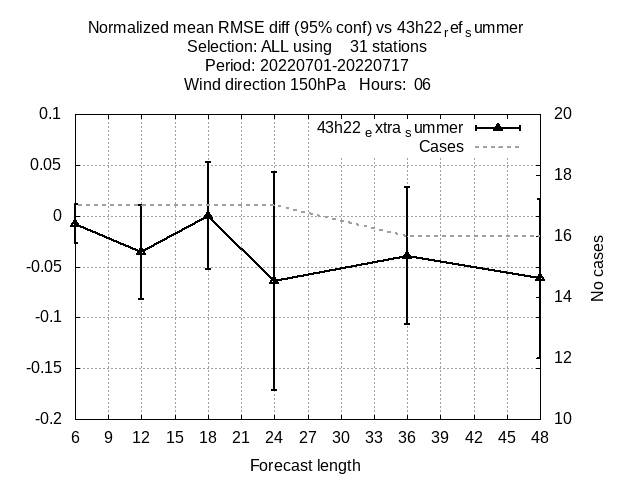 Normalized mean RMSE diff (95% conf) vs 43h22refsummer
Selection: ALL using 31 stations
Period: 20220701-20220717
Wind direction 150hPa Hours: 06
43h22extrasummer
Cases
0.1
0.05
0
-0.05
-0.1
-0.15
-0.2
20
18
16
14
12
10
No cases
6 9 12 15 18 21 24 27 30 33 36 39 42 45 48
Forecast length